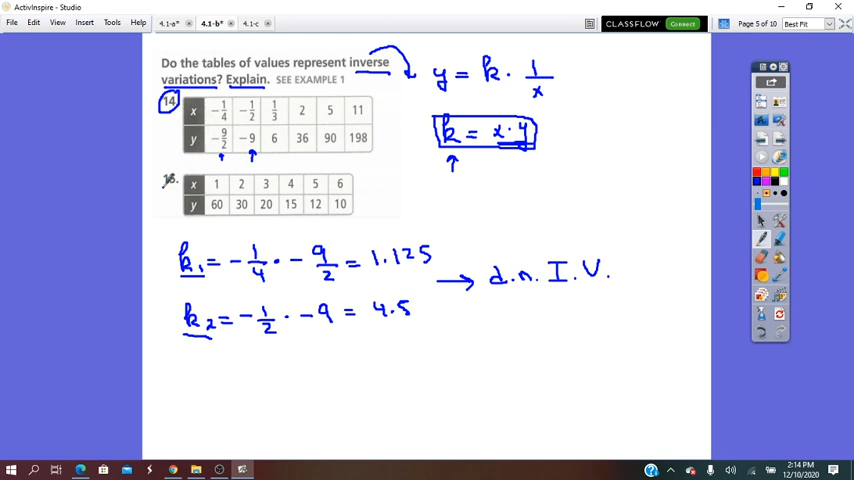 ActivInspire - Studio
File Edit View Insert Tools Help
4.1-a* 4.1-b* 4.1-c
CLASSFLOW Connect
Page 5 of 10 Best Fit
Do the tables of values represent inverse
variations? Explain. SEE EXAMPLE 1
14.
x -1/4 -1/2 1/3 2 5 11
y -9/2 -9 6 36 90 198
x 1 2 3 4 5 6
y 60 30 20 15 12 10
y = k · 1/x
k = x · y
k₁ = -1/4 · -9/2 = 1.125
→ d.n. I.V.
k₂ = -1/2 · -9 = 4.5
2:14 PM
12/10/2020